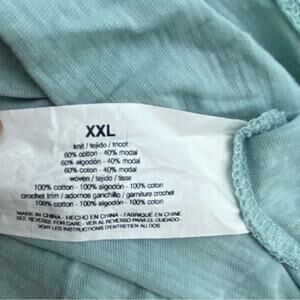 XXL
knit / tejido / tricot
60% cotton - 40% modal
60% algodón - 40% modal
60% coton - 40% modal
woven / tejido / tisse
100% cotton - 100% algodón - 100% coton
crochet trim / adornos ganchillo / garniture crochet
100% cotton - 100% algodón - 100% coton
MADE IN CHINA - HECHO EN CHINA - FABRIQUÉ EN CHINE
SEE REVERSE FOR CARE - VER AL REVERSO PARA EL CUIDADO
VOIR LES INSTRUCTIONS D'ENTRETIEN AU DOS